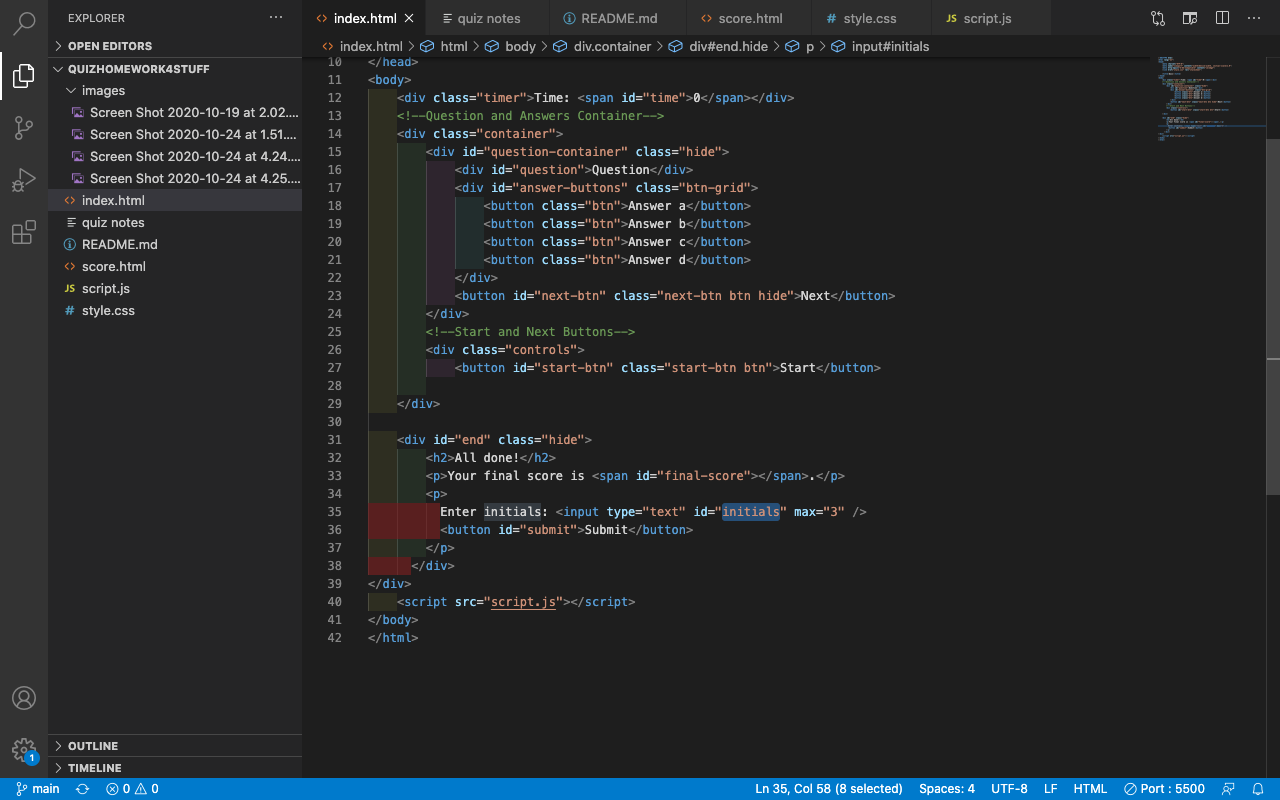 EXPLORER
OPEN EDITORS
QUIZHOMEWORK4STUFF
images
Screen Shot 2020-10-19 at 2.02....
Screen Shot 2020-10-24 at 1.51....
Screen Shot 2020-10-24 at 4.24....
Screen Shot 2020-10-24 at 4.25....
index.html
quiz notes
README.md
score.html
JS script.js
# style.css
OUTLINE
TIMELINE
index.html quiz notes README.md score.html # style.css JS script.js
index.html > html > body > div.container > div#end.hide > p > input#initials
10 </head>
11 <body>
12 <div class="timer">Time: <span id="time">0</span></div>
13 <!--Question and Answers Container-->
14 <div class="container">
15 <div id="question-container" class="hide">
16 <div id="question">Question</div>
17 <div id="answer-buttons" class="btn-grid">
18 <button class="btn">Answer a</button>
19 <button class="btn">Answer b</button>
20 <button class="btn">Answer c</button>
21 <button class="btn">Answer d</button>
22 </div>
23 <button id="next-btn" class="next-btn btn hide">Next</button>
24 </div>
25 <!--Start and Next Buttons-->
26 <div class="controls">
27 <button id="start-btn" class="start-btn btn">Start</button>
28
29 </div>
30
31 <div id="end" class="hide">
32 <h2>All done!</h2>
33 <p>Your final score is <span id="final-score"></span>.</p>
34 <p>
35 Enter initials: <input type="text" id="initials" max="3" />
36 <button id="submit">Submit</button>
37 </p>
38 </div>
39 </div>
40 <script src="script.js"></script>
41 </body>
42 </html>
1
main 0 0 Ln 35, Col 58 (8 selected) Spaces: 4 UTF-8 LF HTML Port : 5500